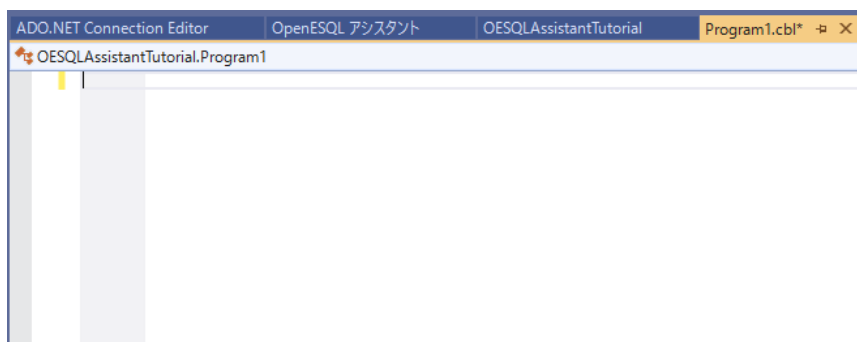 ADO.NET Connection Editor OpenESQL アシスタント OESQLAssistantTutorial Program1.cbl*
OESQLAssistantTutorial.Program1